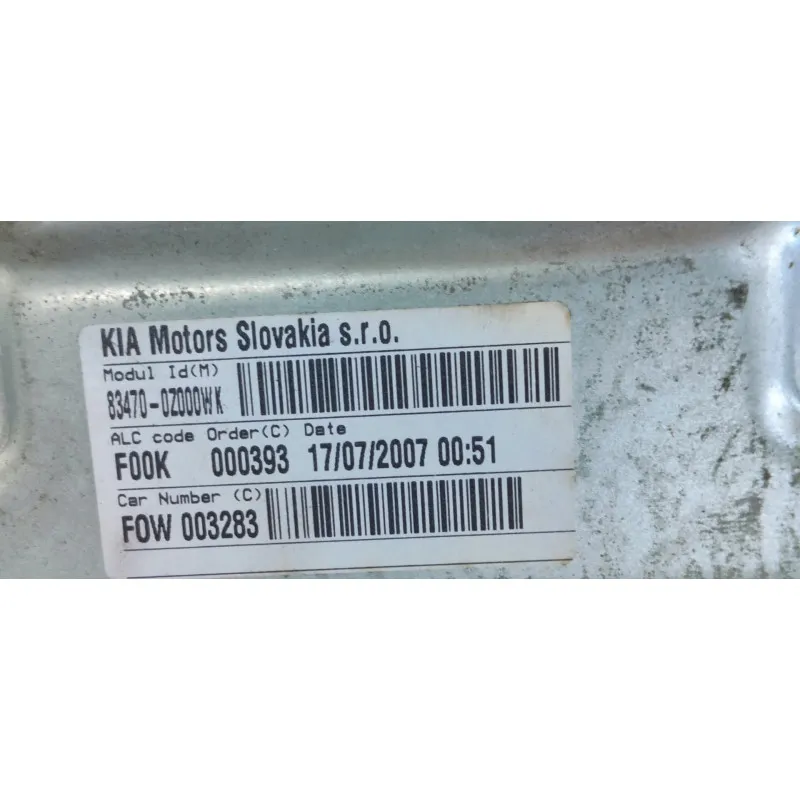 KIA Motors Slovakia s.r.o.
Modul Id(M)
83470-0Z000WK
ALC code Order(C) Date
F00K 000393 17/07/2007 00:51
Car Number (C)
FOW 003283